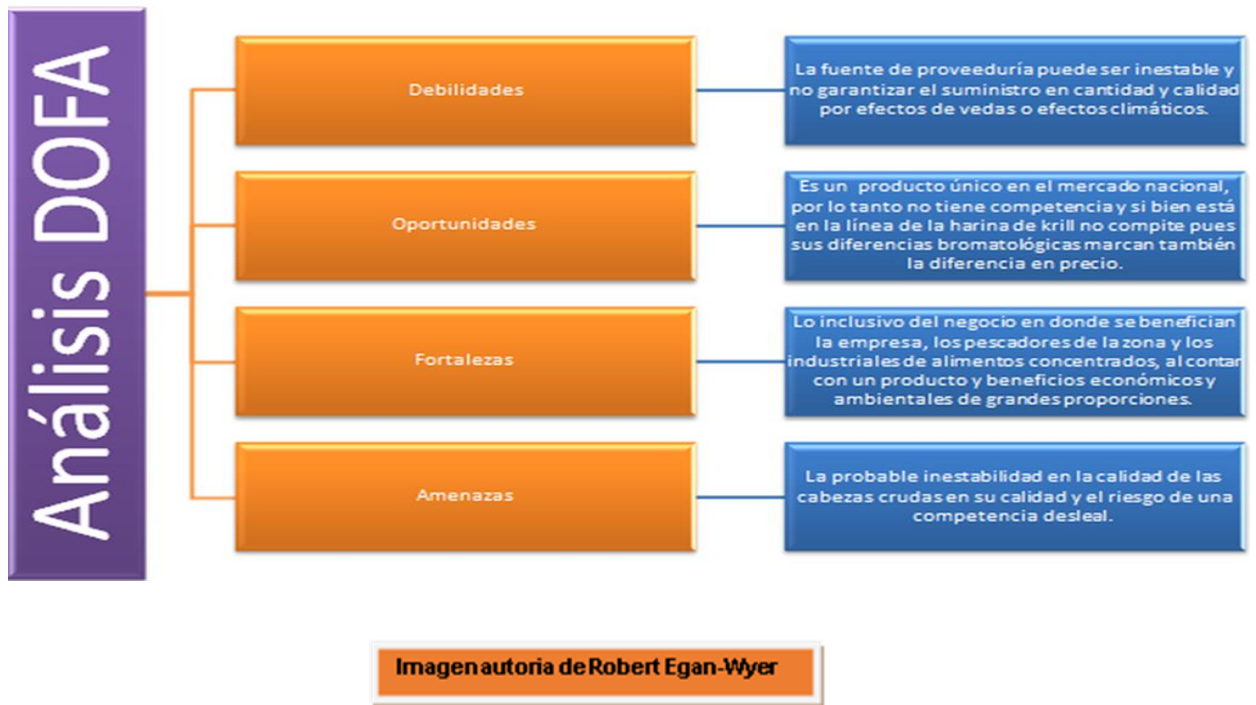 Análisis DOFA
Debilidades
La fuente de proveeduría puede ser inestable y
no garantizar el suministro en cantidad y calidad
por efectos de vedas o efectos climáticos.
Oportunidades
Es un producto único en el mercado nacional,
por lo tanto no tiene competencia y si bien está
en la línea de la harina de krill no compite pues
sus diferencias bromatológicas marcan también
la diferencia en precio.
Fortalezas
Lo inclusivo del negocio en donde se benefician
la empresa, los pescadores de la zona y los
industriales de alimentos concentrados, al contar
con un producto y beneficios económicos y
ambientales de grandes proporciones.
Amenazas
La probable inestabilidad en la calidad de las
cabezas crudas en su calidad y el riesgo de una
competencia desleal.
Imagen autoria de Robert Egan-Wyer